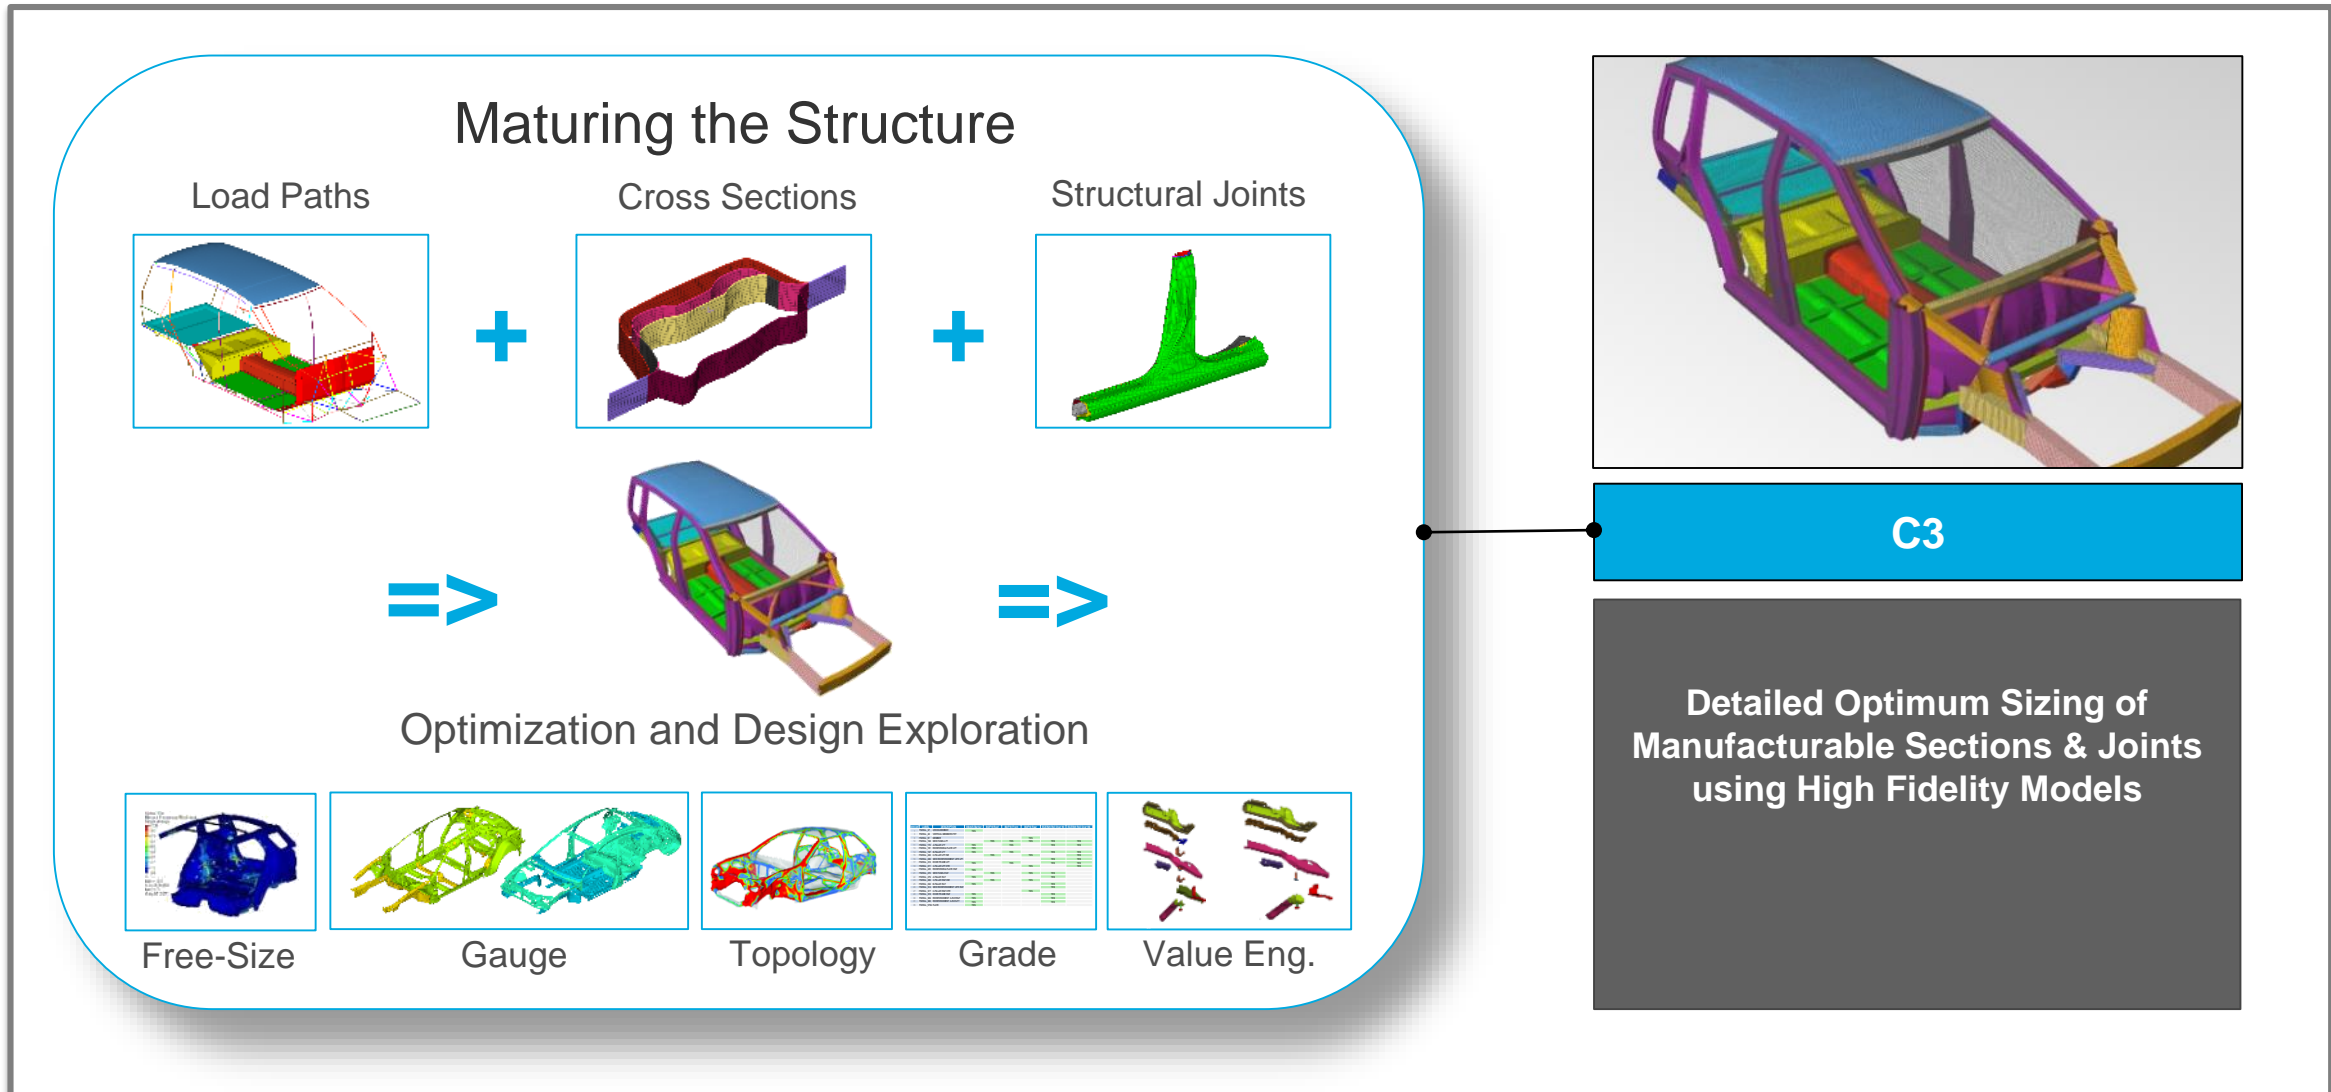 Maturing the Structure
Load Paths
Cross Sections
Structural Joints
+
+
=>
=>
Optimization and Design Exploration
Free-Size
Gauge
Topology
Grade
Value Eng.
C3
Detailed Optimum Sizing of
Manufacturable Sections & Joints
using High Fidelity Models